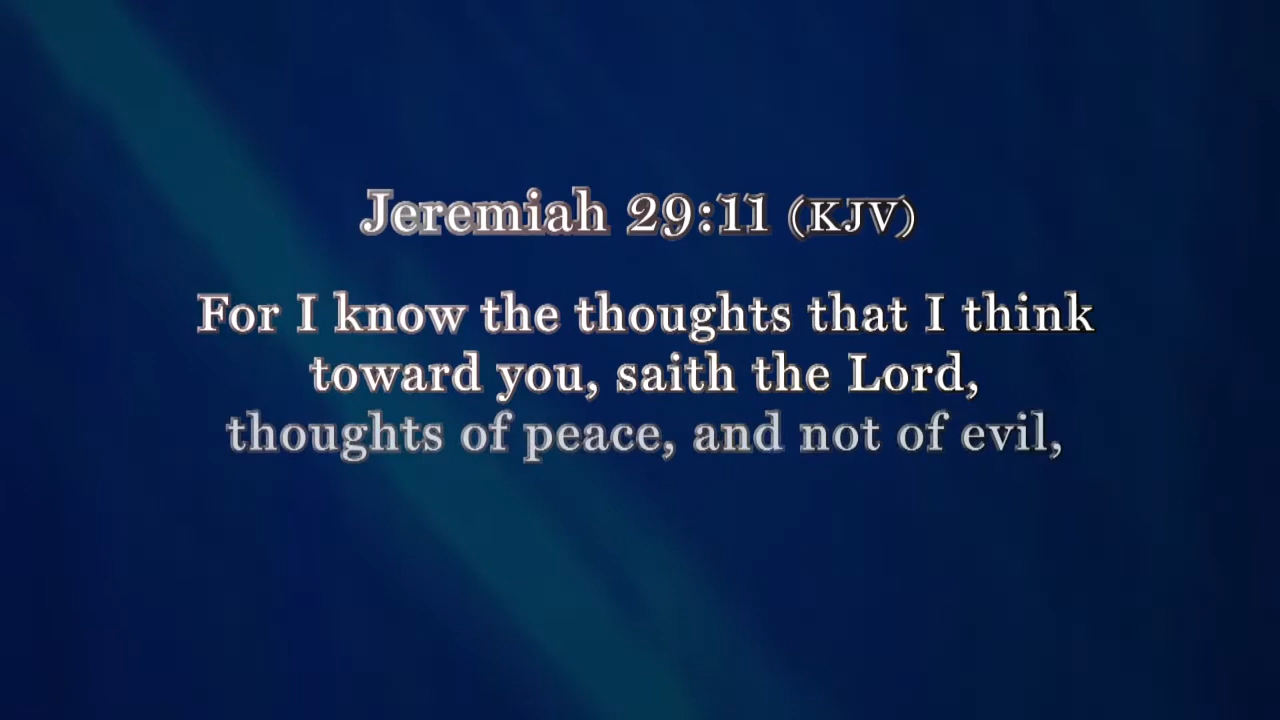 Jeremiah 29:11 (KJV)
For I know the thoughts that I think
toward you, saith the Lord,
thoughts of peace, and not of evil,